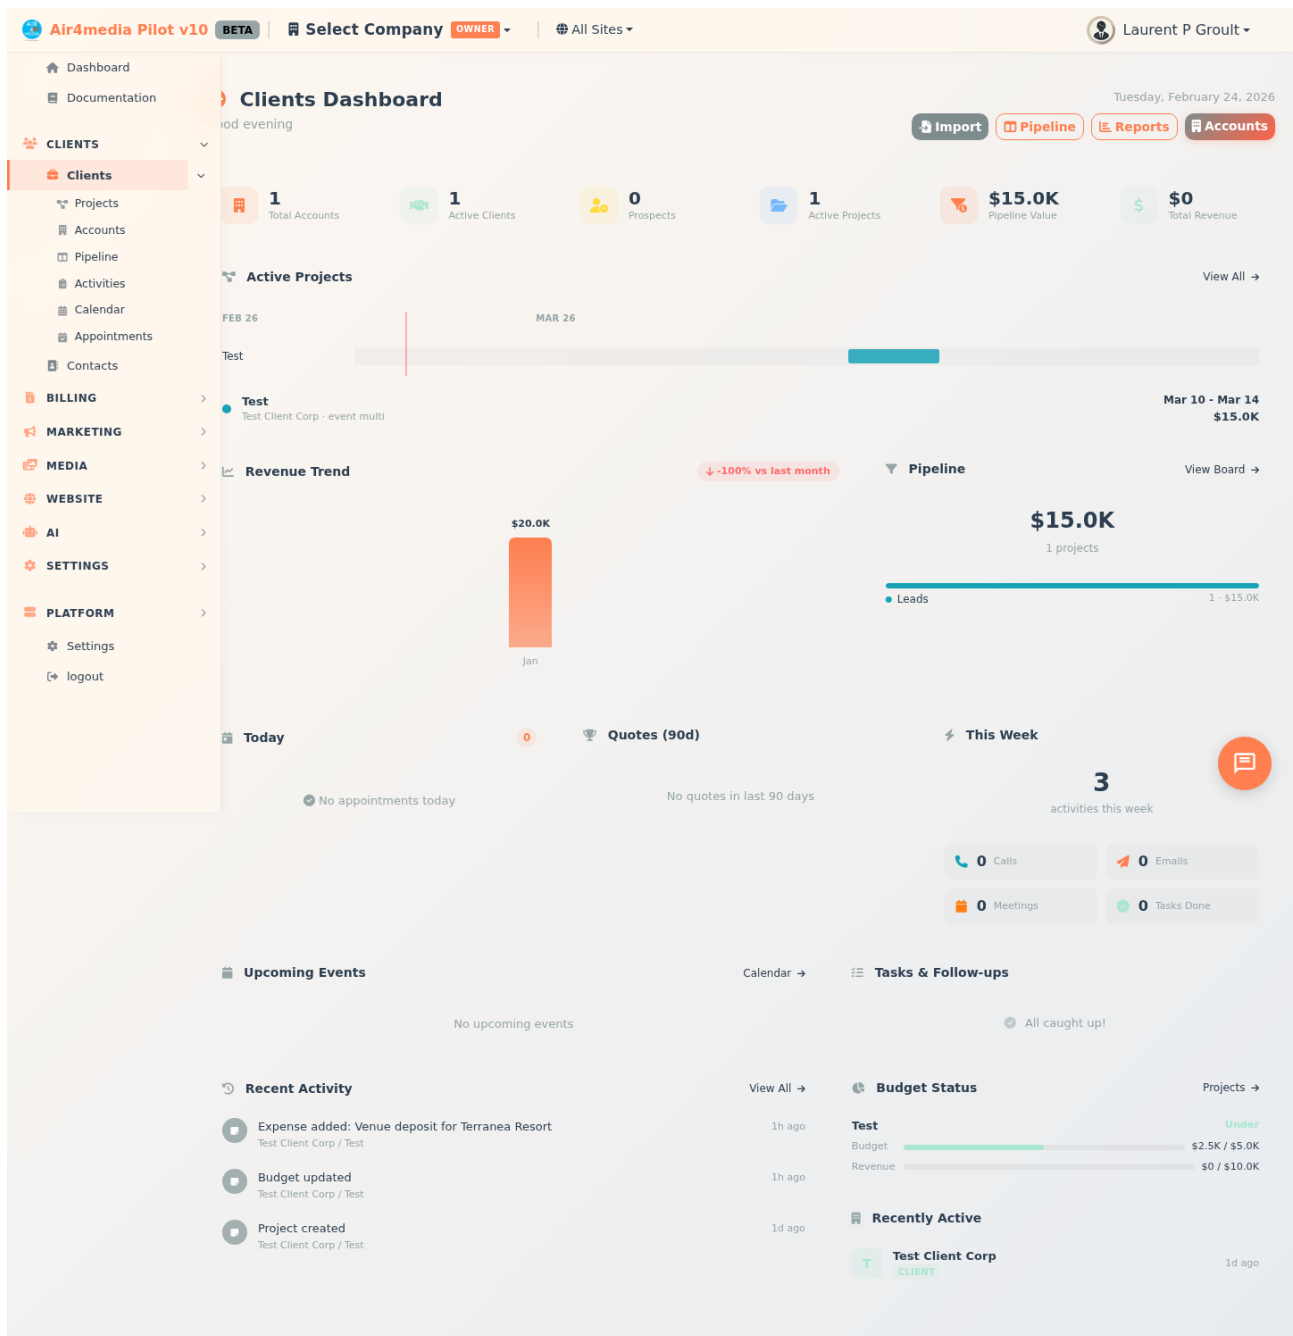 Air4media Pilot v10 BETA
Select Company OWNER
All Sites
Laurent P Groult
Dashboard
Documentation
CLIENTS
Clients
Projects
Accounts
Pipeline
Activities
Calendar
Appointments
Contacts
BILLING
MARKETING
MEDIA
WEBSITE
AI
SETTINGS
PLATFORM
Settings
logout
Clients Dashboard
ood evening
Tuesday, February 24, 2026
Import
Pipeline
Reports
Accounts
1
Total Accounts
1
Active Clients
0
Prospects
1
Active Projects
$15.0K
Pipeline Value
$0
Total Revenue
Active Projects
View All →
FEB 26
MAR 26
Test
Test
Test Client Corp · event multi
Mar 10 - Mar 14
$15.0K
Revenue Trend
↓ -100% vs last month
$20.0K
Jan
Pipeline
View Board →
$15.0K
1 projects
Leads
1 · $15.0K
Today
0
No appointments today
Quotes (90d)
No quotes in last 90 days
This Week
3
activities this week
0 Calls
0 Emails
0 Meetings
0 Tasks Done
Upcoming Events
Calendar →
No upcoming events
Tasks & Follow-ups
All caught up!
Recent Activity
View All →
Expense added: Venue deposit for Terranea Resort
Test Client Corp / Test
1h ago
Budget updated
Test Client Corp / Test
1h ago
Project created
Test Client Corp / Test
1d ago
Budget Status
Projects →
Test
Under
Budget
$2.5K / $5.0K
Revenue
$0 / $10.0K
Recently Active
T
Test Client Corp
CLIENT
1d ago